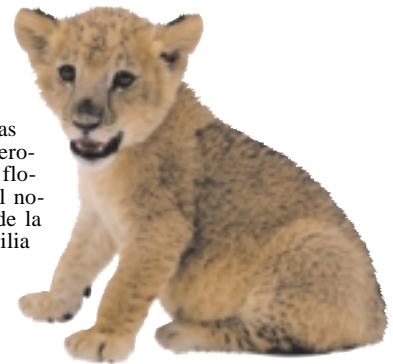 as
ero-
flo-
l no-
de la
ilia